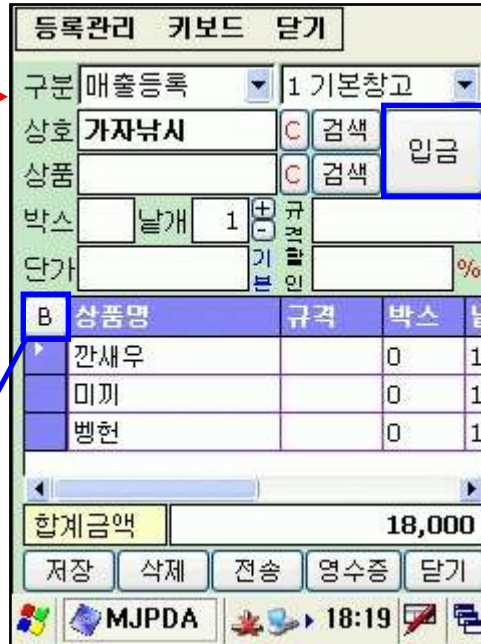 등록관리 키보드 닫기
구분 매출등록 1 기본창고
상호 가자낚시 C 검색 입금
상품 C 검색
박스 낱개 1 + - 규격
단가 기본 할인 %
B 상품명 규격 박스
깐새우 0 1
미끼 0 1
벵헌 0 1
합계금액 18,000
저장 삭제 전송 영수증 닫기
MJPDA 18:19